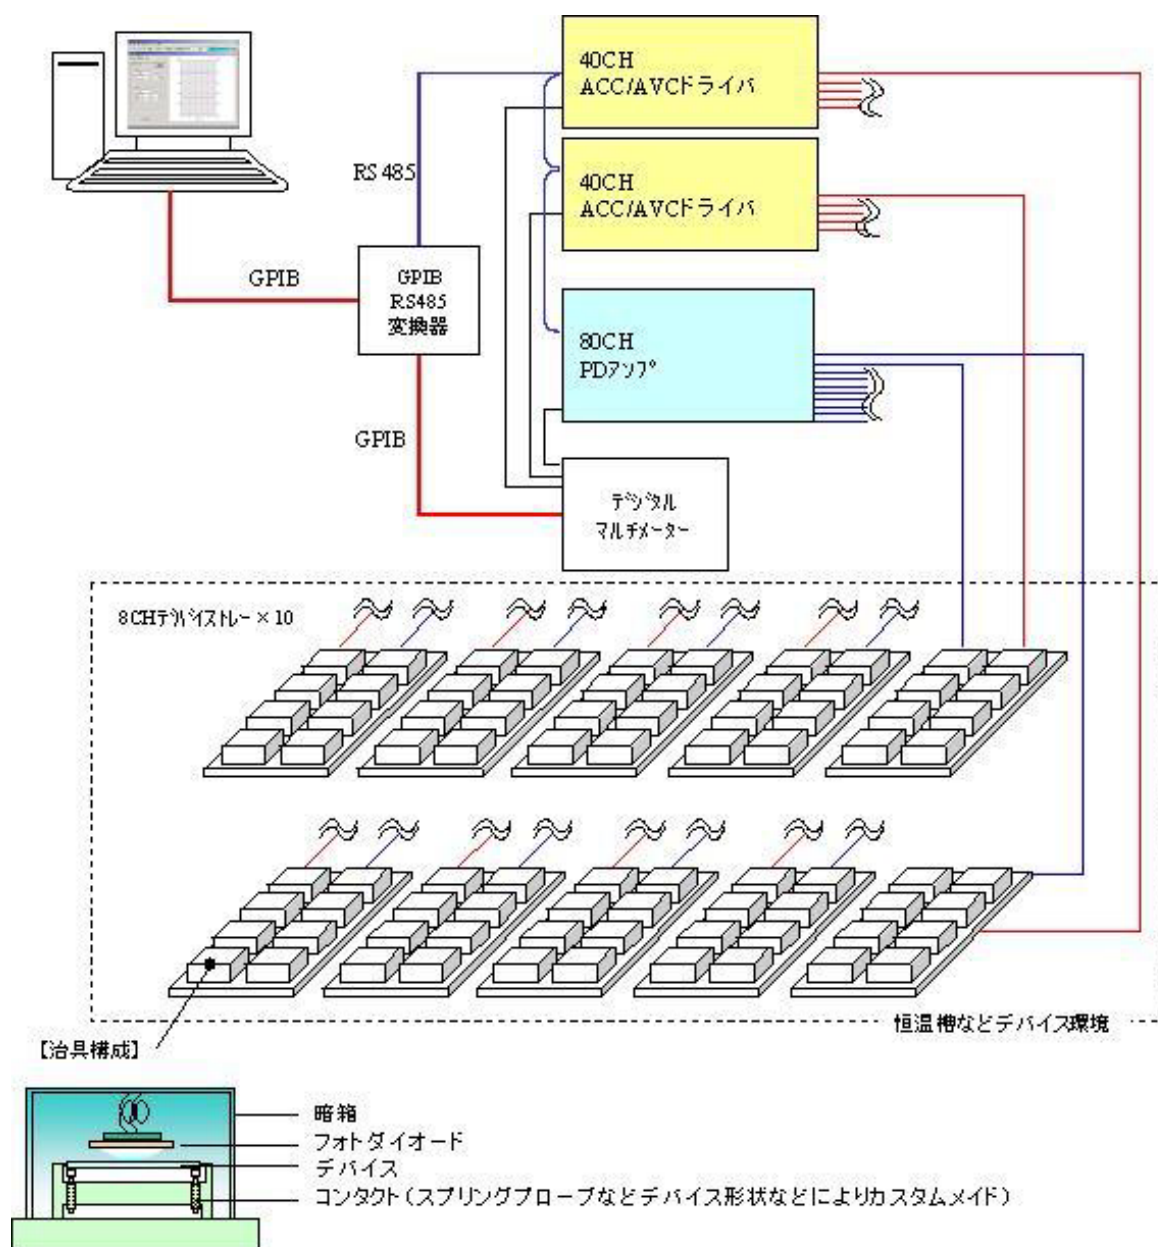 40CH
ACC/AVCドライバ
RS485
40CH
ACC/AVCドライバ
GPIB
GPIB
RS485
変換器
80CH
PDアンプ
GPIB
デジタル
マルチメーター
8CHデバイストレー×10
恒温槽などデバイス環境
【治具構成】
暗箱
フォトダイオード
デバイス
コンタクト(スプリングプローブなどデバイス形状などによりカスタムメイド)